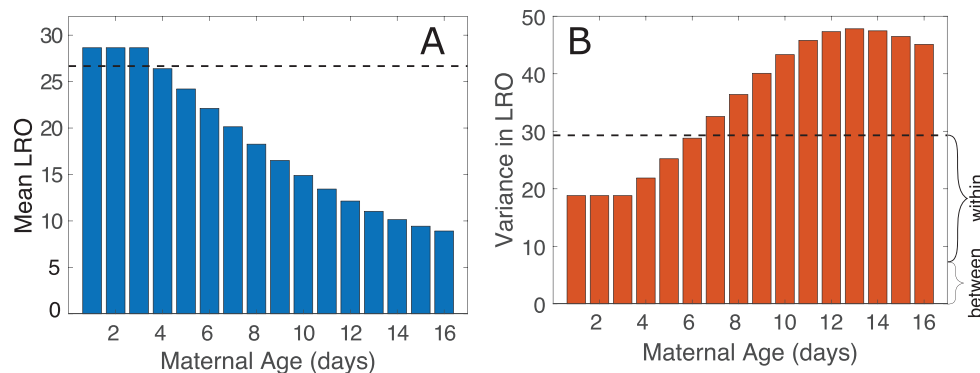 A
Mean LRO
30
25
20
15
10
5
0
2 4 6 8 10 12 14 16
Maternal Age (days)
B
Variance in LRO
50
40
30
20
10
0
2 4 6 8 10 12 14 16
Maternal Age (days)
within
between